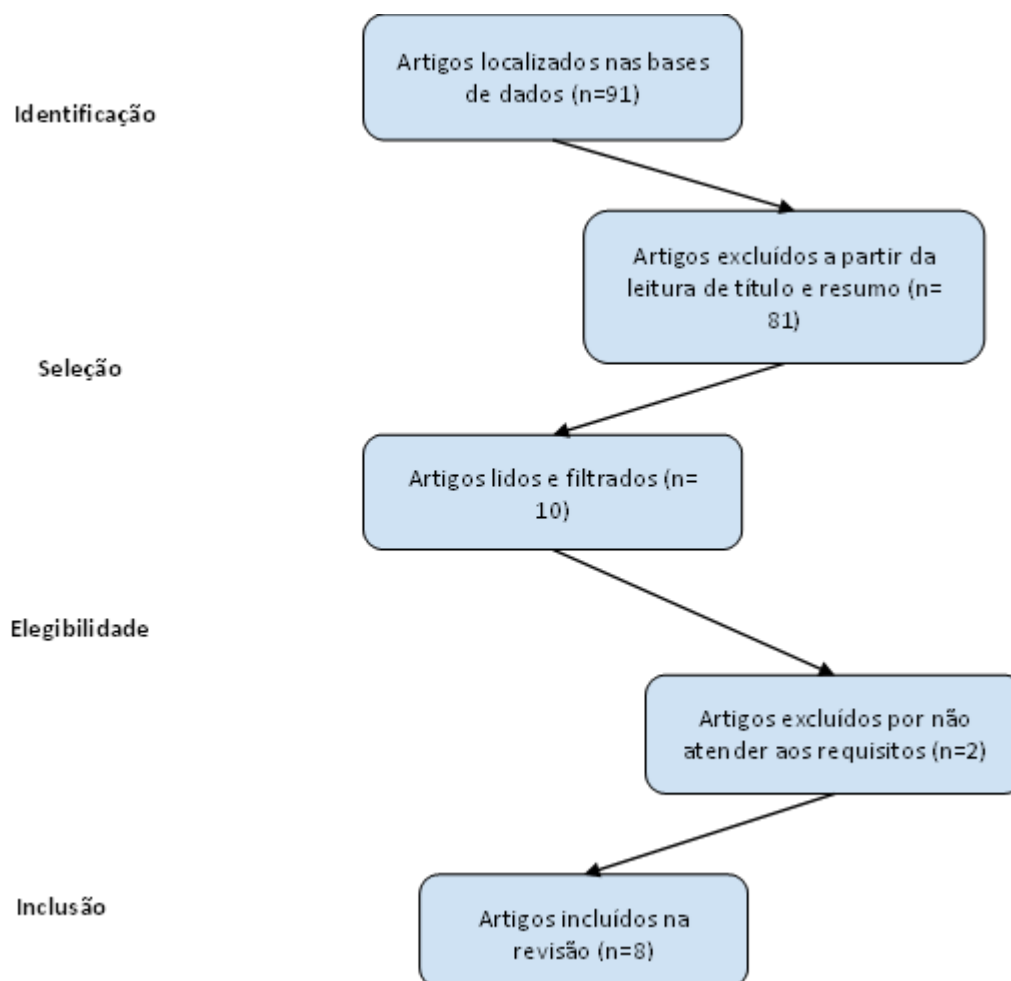 Artigos localizados nas bases
de dados (n=91)
Identificação
Artigos excluídos a partir da
leitura de título e resumo (n=
81)
Seleção
Artigos lidos e filtrados (n=
10)
Elegibilidade
Artigos excluídos por não
atender aos requisitos (n=2)
Inclusão
Artigos incluídos na
revisão (n=8)